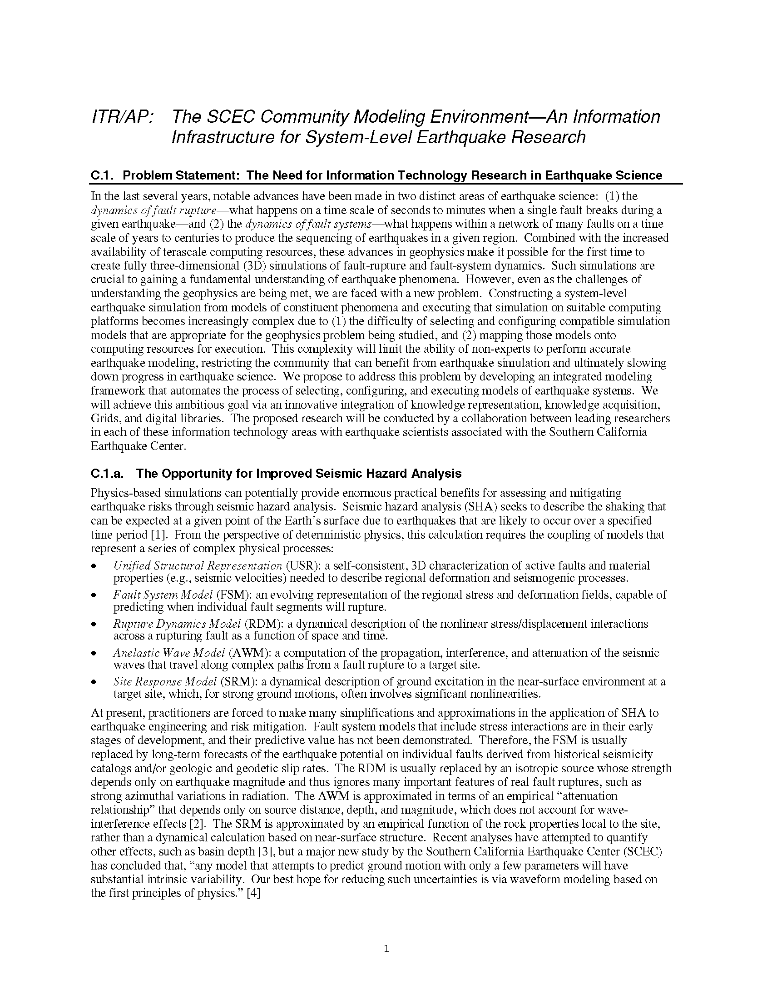 ITR/AP: The SCEC Community Modeling Environment—An Information
Infrastructure for System-Level Earthquake Research
C.1. Problem Statement: The Need for Information Technology Research in Earthquake Science
In the last several years, notable advances have been made in two distinct areas of earthquake science: (1) the
dynamics of fault rupture—what happens on a time scale of seconds to minutes when a single fault breaks during a
given earthquake—and (2) the dynamics of fault systems—what happens within a network of many faults on a time
scale of years to centuries to produce the sequencing of earthquakes in a given region. Combined with the increased
availability of terascale computing resources, these advances in geophysics make it possible for the first time to
create fully three-dimensional (3D) simulations of fault-rupture and fault-system dynamics. Such simulations are
crucial to gaining a fundamental understanding of earthquake phenomena. However, even as the challenges of
understanding the geophysics are being met, we are faced with a new problem. Constructing a system-level
earthquake simulation from models of constituent phenomena and executing that simulation on suitable computing
platforms becomes increasingly complex due to (1) the difficulty of selecting and configuring compatible simulation
models that are appropriate for the geophysics problem being studied, and (2) mapping those models onto
computing resources for execution. This complexity will limit the ability of non-experts to perform accurate
earthquake modeling, restricting the community that can benefit from earthquake simulation and ultimately slowing
down progress in earthquake science. We propose to address this problem by developing an integrated modeling
framework that automates the process of selecting, configuring, and executing models of earthquake systems. We
will achieve this ambitious goal via an innovative integration of knowledge representation, knowledge acquisition,
Grids, and digital libraries. The proposed research will be conducted by a collaboration between leading researchers
in each of these information technology areas with earthquake scientists associated with the Southern California
Earthquake Center.
C.1.a. The Opportunity for Improved Seismic Hazard Analysis
Physics-based simulations can potentially provide enormous practical benefits for assessing and mitigating
earthquake risks through seismic hazard analysis. Seismic hazard analysis (SHA) seeks to describe the shaking that
can be expected at a given point of the Earth's surface due to earthquakes that are likely to occur over a specified
time period [1]. From the perspective of deterministic physics, this calculation requires the coupling of models that
represent a series of complex physical processes:
• Unified Structural Representation (USR): a self-consistent, 3D characterization of active faults and material
properties (e.g., seismic velocities) needed to describe regional deformation and seismogenic processes.
• Fault System Model (FSM): an evolving representation of the regional stress and deformation fields, capable of
predicting when individual fault segments will rupture.
• Rupture Dynamics Model (RDM): a dynamical description of the nonlinear stress/displacement interactions
across a rupturing fault as a function of space and time.
• Anelastic Wave Model (AWM): a computation of the propagation, interference, and attenuation of the seismic
waves that travel along complex paths from a fault rupture to a target site.
• Site Response Model (SRM): a dynamical description of ground excitation in the near-surface environment at a
target site, which, for strong ground motions, often involves significant nonlinearities.
At present, practitioners are forced to make many simplifications and approximations in the application of SHA to
earthquake engineering and risk mitigation. Fault system models that include stress interactions are in their early
stages of development, and their predictive value has not been demonstrated. Therefore, the FSM is usually
replaced by long-term forecasts of the earthquake potential on individual faults derived from historical seismicity
catalogs and/or geologic and geodetic slip rates. The RDM is usually replaced by an isotropic source whose strength
depends only on earthquake magnitude and thus ignores many important features of real fault ruptures, such as
strong azimuthal variations in radiation. The AWM is approximated in terms of an empirical “attenuation
relationship” that depends only on source distance, depth, and magnitude, which does not account for wave-
interference effects [2]. The SRM is approximated by an empirical function of the rock properties local to the site,
rather than a dynamical calculation based on near-surface structure. Recent analyses have attempted to quantify
other effects, such as basin depth [3], but a major new study by the Southern California Earthquake Center (SCEC)
has concluded that, “any model that attempts to predict ground motion with only a few parameters will have
substantial intrinsic variability. Our best hope for reducing such uncertainties is via waveform modeling based on
the first principles of physics.” [4]
1